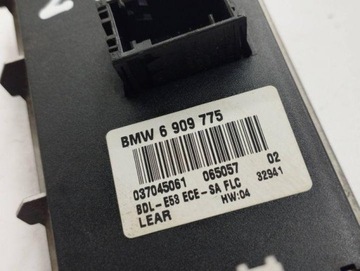 BMW 6 909 775
037045061 065057 02
BDL-E53 ECE-SA FLC 32941
LEAR HW:04